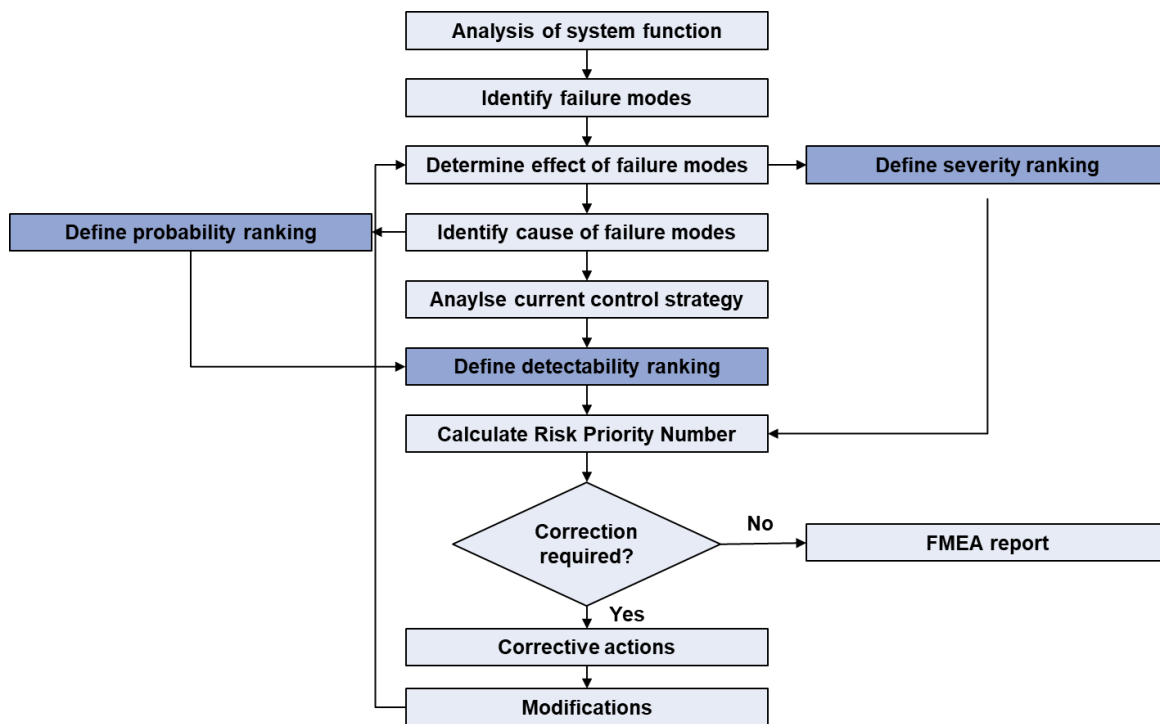 Analysis of system function
Identify failure modes
Determine effect of failure modes
Define severity ranking
Define probability ranking
Identify cause of failure modes
Anaylse current control strategy
Define detectability ranking
Calculate Risk Priority Number
Correction
required?
No
FMEA report
Yes
Corrective actions
Modifications